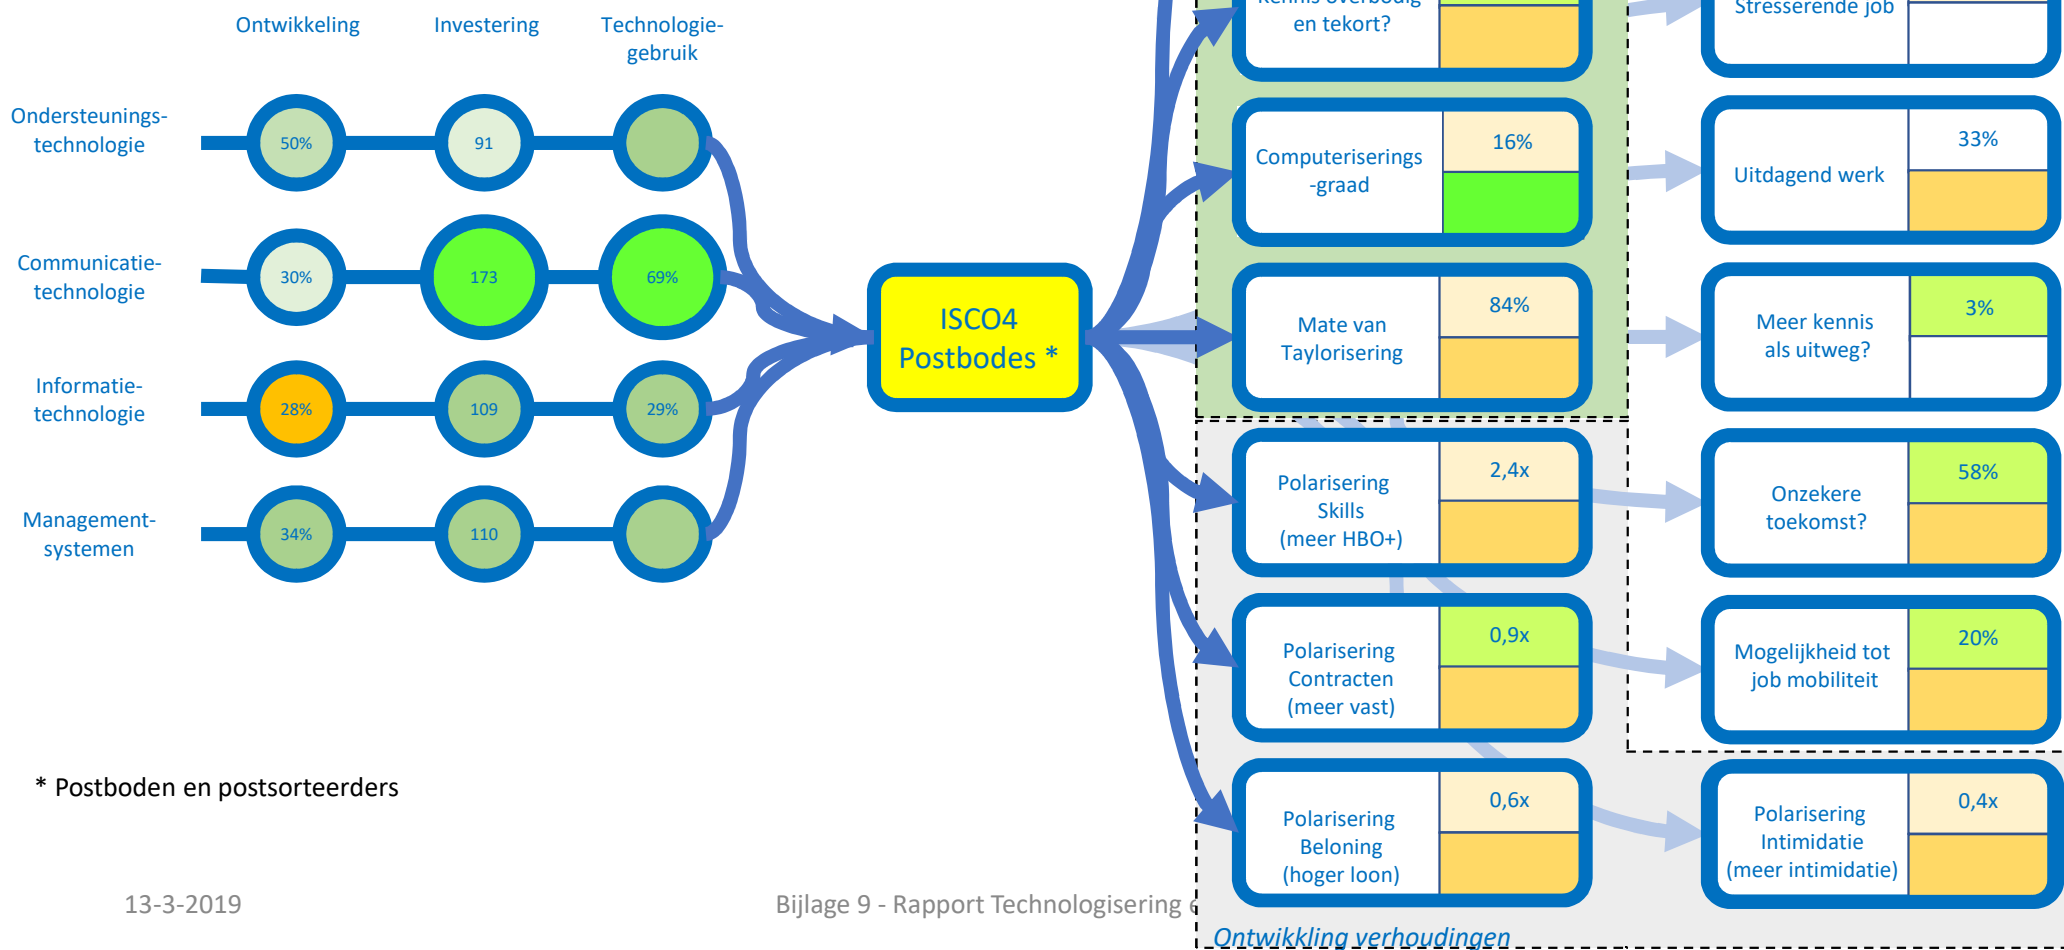 Ontwikkeling
Investering
Technologie-
gebruik
Ondersteunings-
technologie
50%
91
Communicatie-
technologie
30%
173
69%
Informatie-
technologie
28%
109
29%
Management-
systemen
34%
110
ISCO4
Postbodes *
Kennis overbodig
en tekort?
Stresserende job
Computeriserings
-graad
16%
Uitdagend werk
33%
Mate van
Taylorisering
84%
Meer kennis
als uitweg?
3%
Polarisering
Skills
(meer HBO+)
2,4x
Onzekere
toekomst?
58%
Polarisering
Contracten
(meer vast)
0,9x
Mogelijkheid tot
job mobiliteit
20%
Polarisering
Beloning
(hoger loon)
0,6x
Polarisering
Intimidatie
(meer intimidatie)
0,4x
* Postboden en postsorteerders
13-3-2019
Bijlage 9 - Rapport Technologisering
Ontwikkling verhoudingen